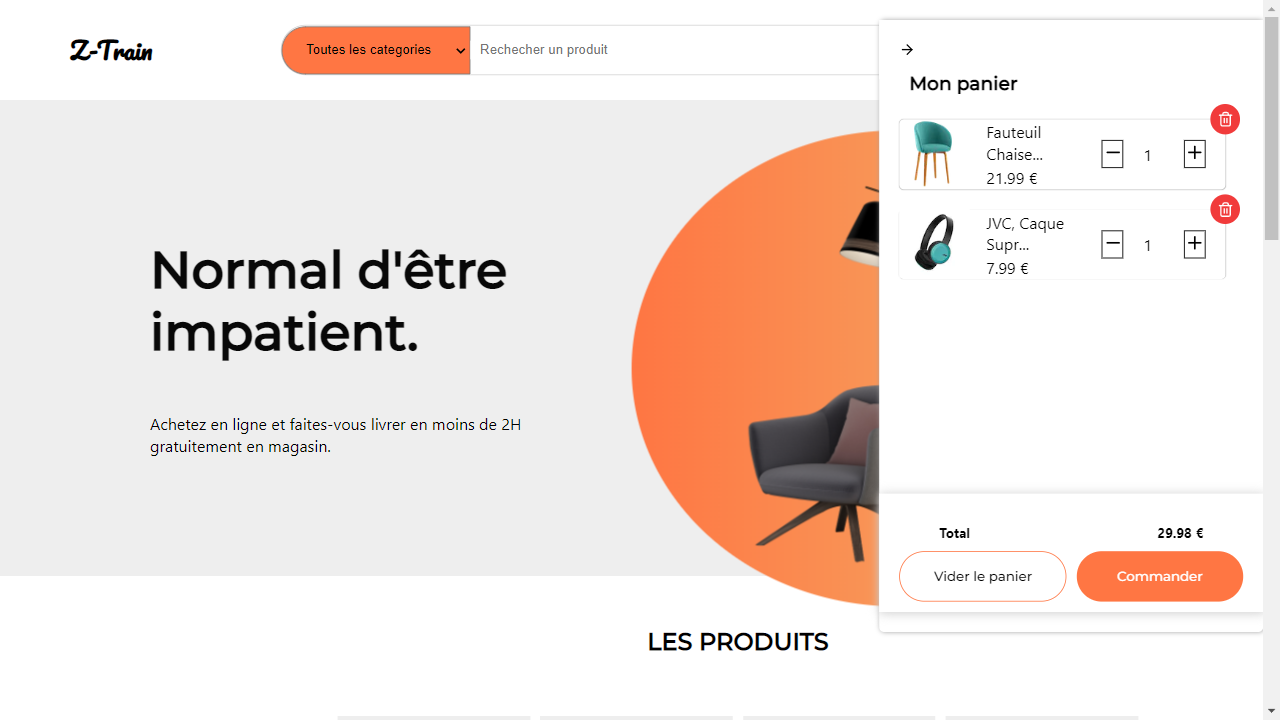 Z-Train
Toutes les categories
Rechecher un produit
Mon panier
Fauteuil
Chaise...
21.99 €
1
JVC, Caque
Supr...
7.99 €
1
Normal d'être
impatient.
Achetez en ligne et faites-vous livrer en moins de 2H
gratuitement en magasin.
Total 29.98 €
Vider le panier Commander
LES PRODUITS